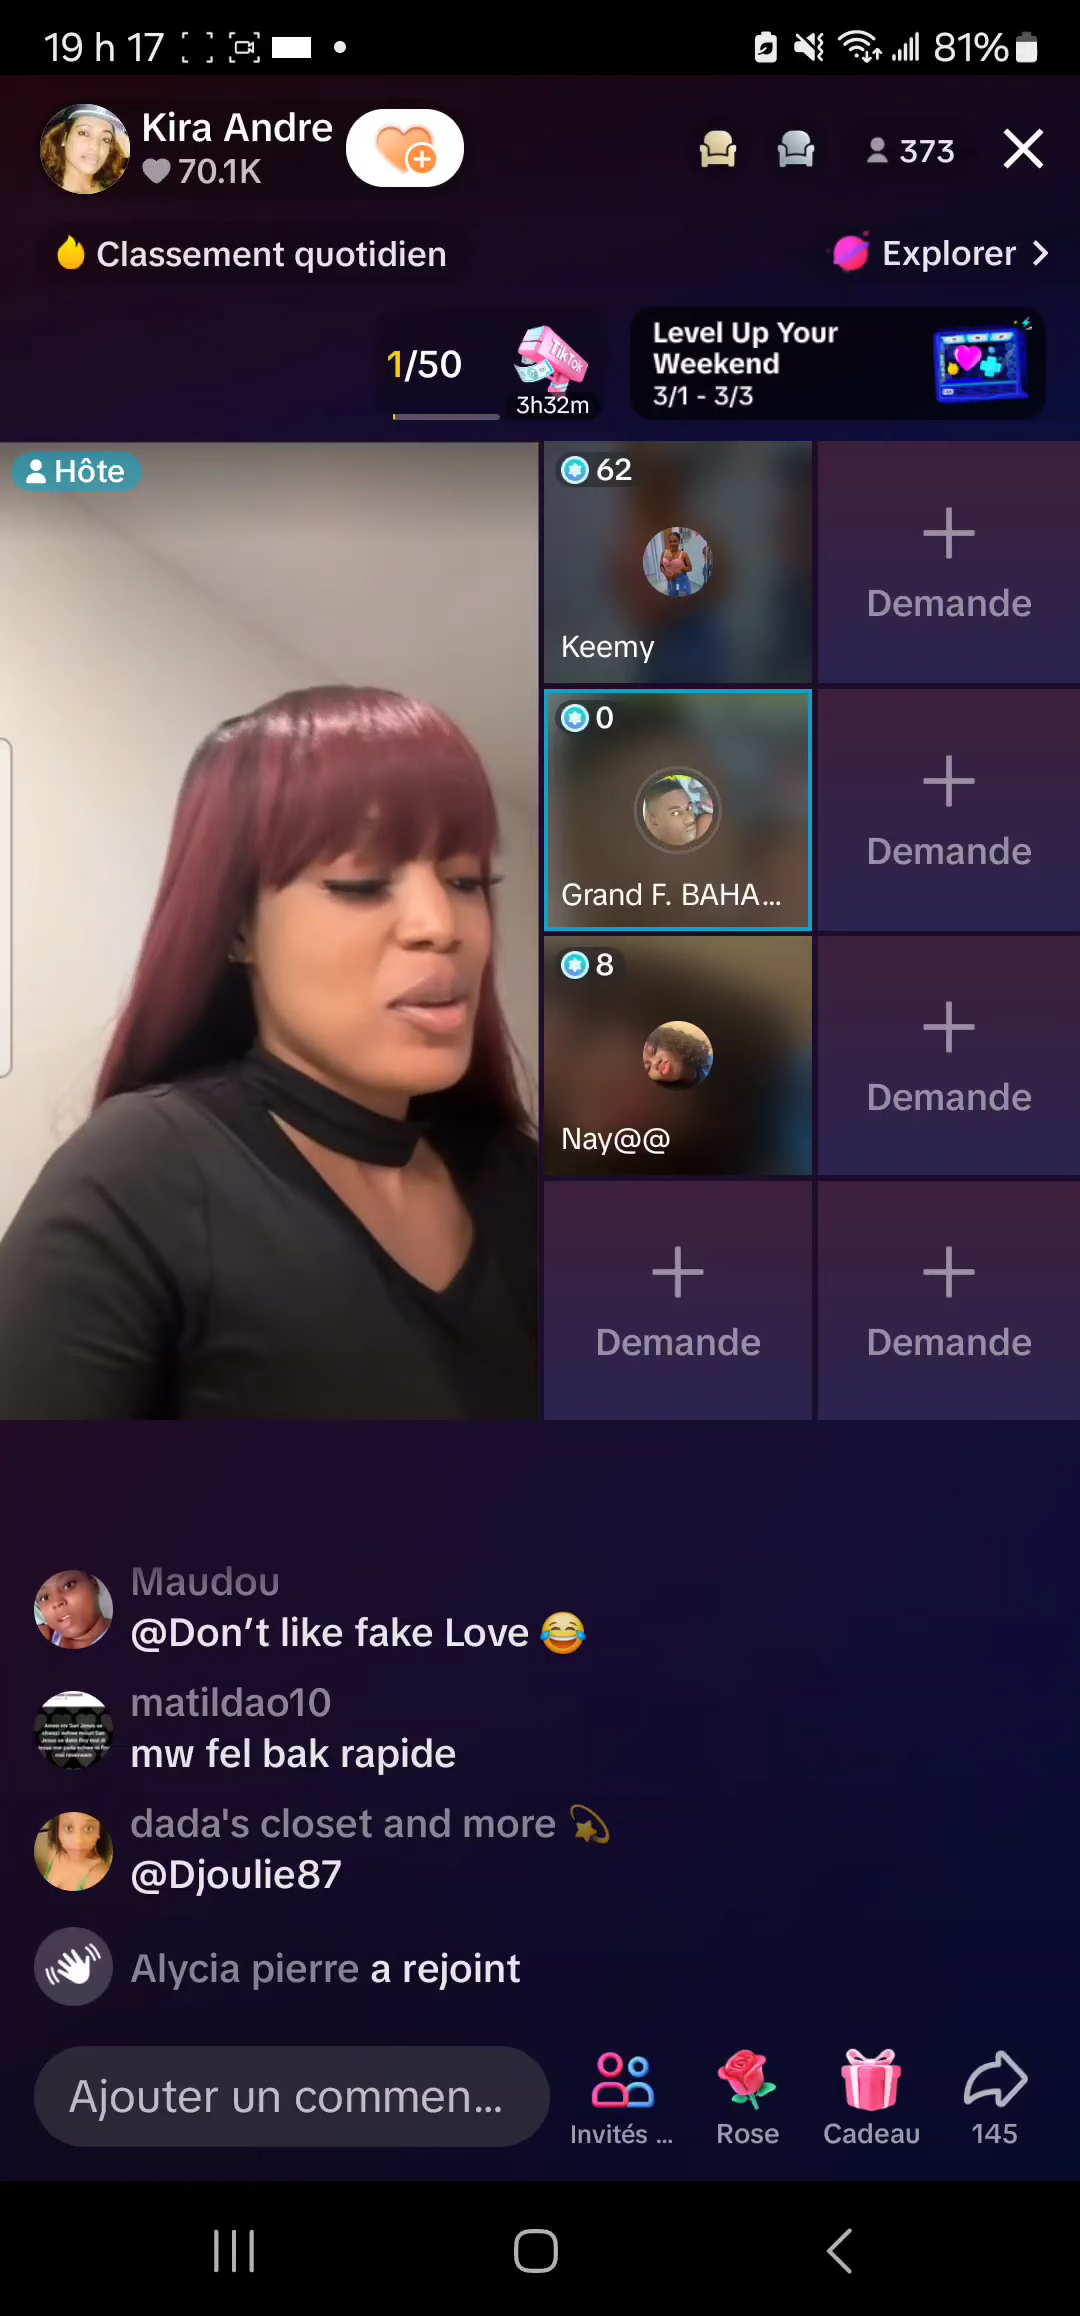 19 h 17
81%
Kira Andre
70.1K
373
Classement quotidien
Explorer
1/50
TikTok
3h32m
Level Up Your
Weekend
3/1 - 3/3
Hôte
62
Keemy
Demande
0
Grand F. BAHA...
Demande
8
Nay@@
Demande
Demande
Demande
Maudou
@Don’t like fake Love 😂
matildao10
mw fel bak rapide
dada's closet and more 💫
@Djoulie87
Alycia pierre a rejoint
Ajouter un commen...
Invités ...
Rose
Cadeau
145